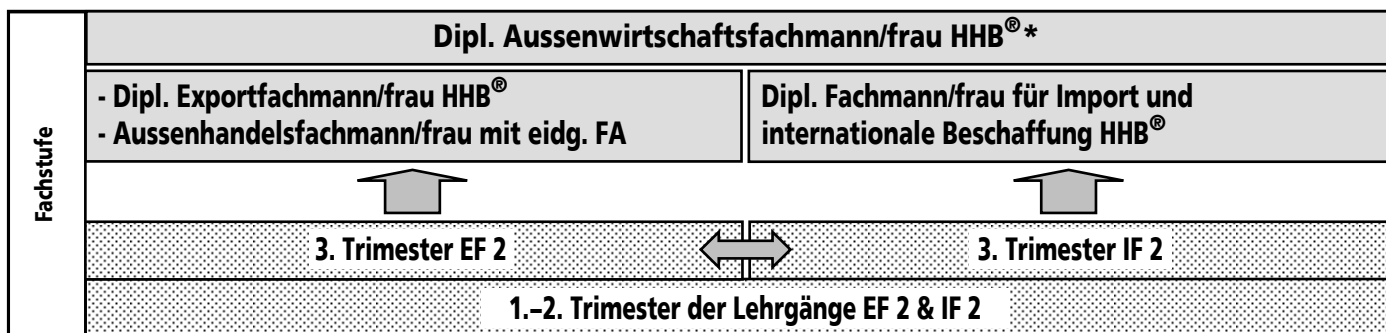 Dipl. Aussenwirtschaftsfachmann/frau HHB®*
- Dipl. Exportfachmann/frau HHB®
- Aussenhandelsfachmann/frau mit eidg. FA
Dipl. Fachmann/frau für Import und
internationale Beschaffung HHB®
Fachstufe
3. Trimester EF 2
3. Trimester IF 2
1.–2. Trimester der Lehrgänge EF 2 & IF 2